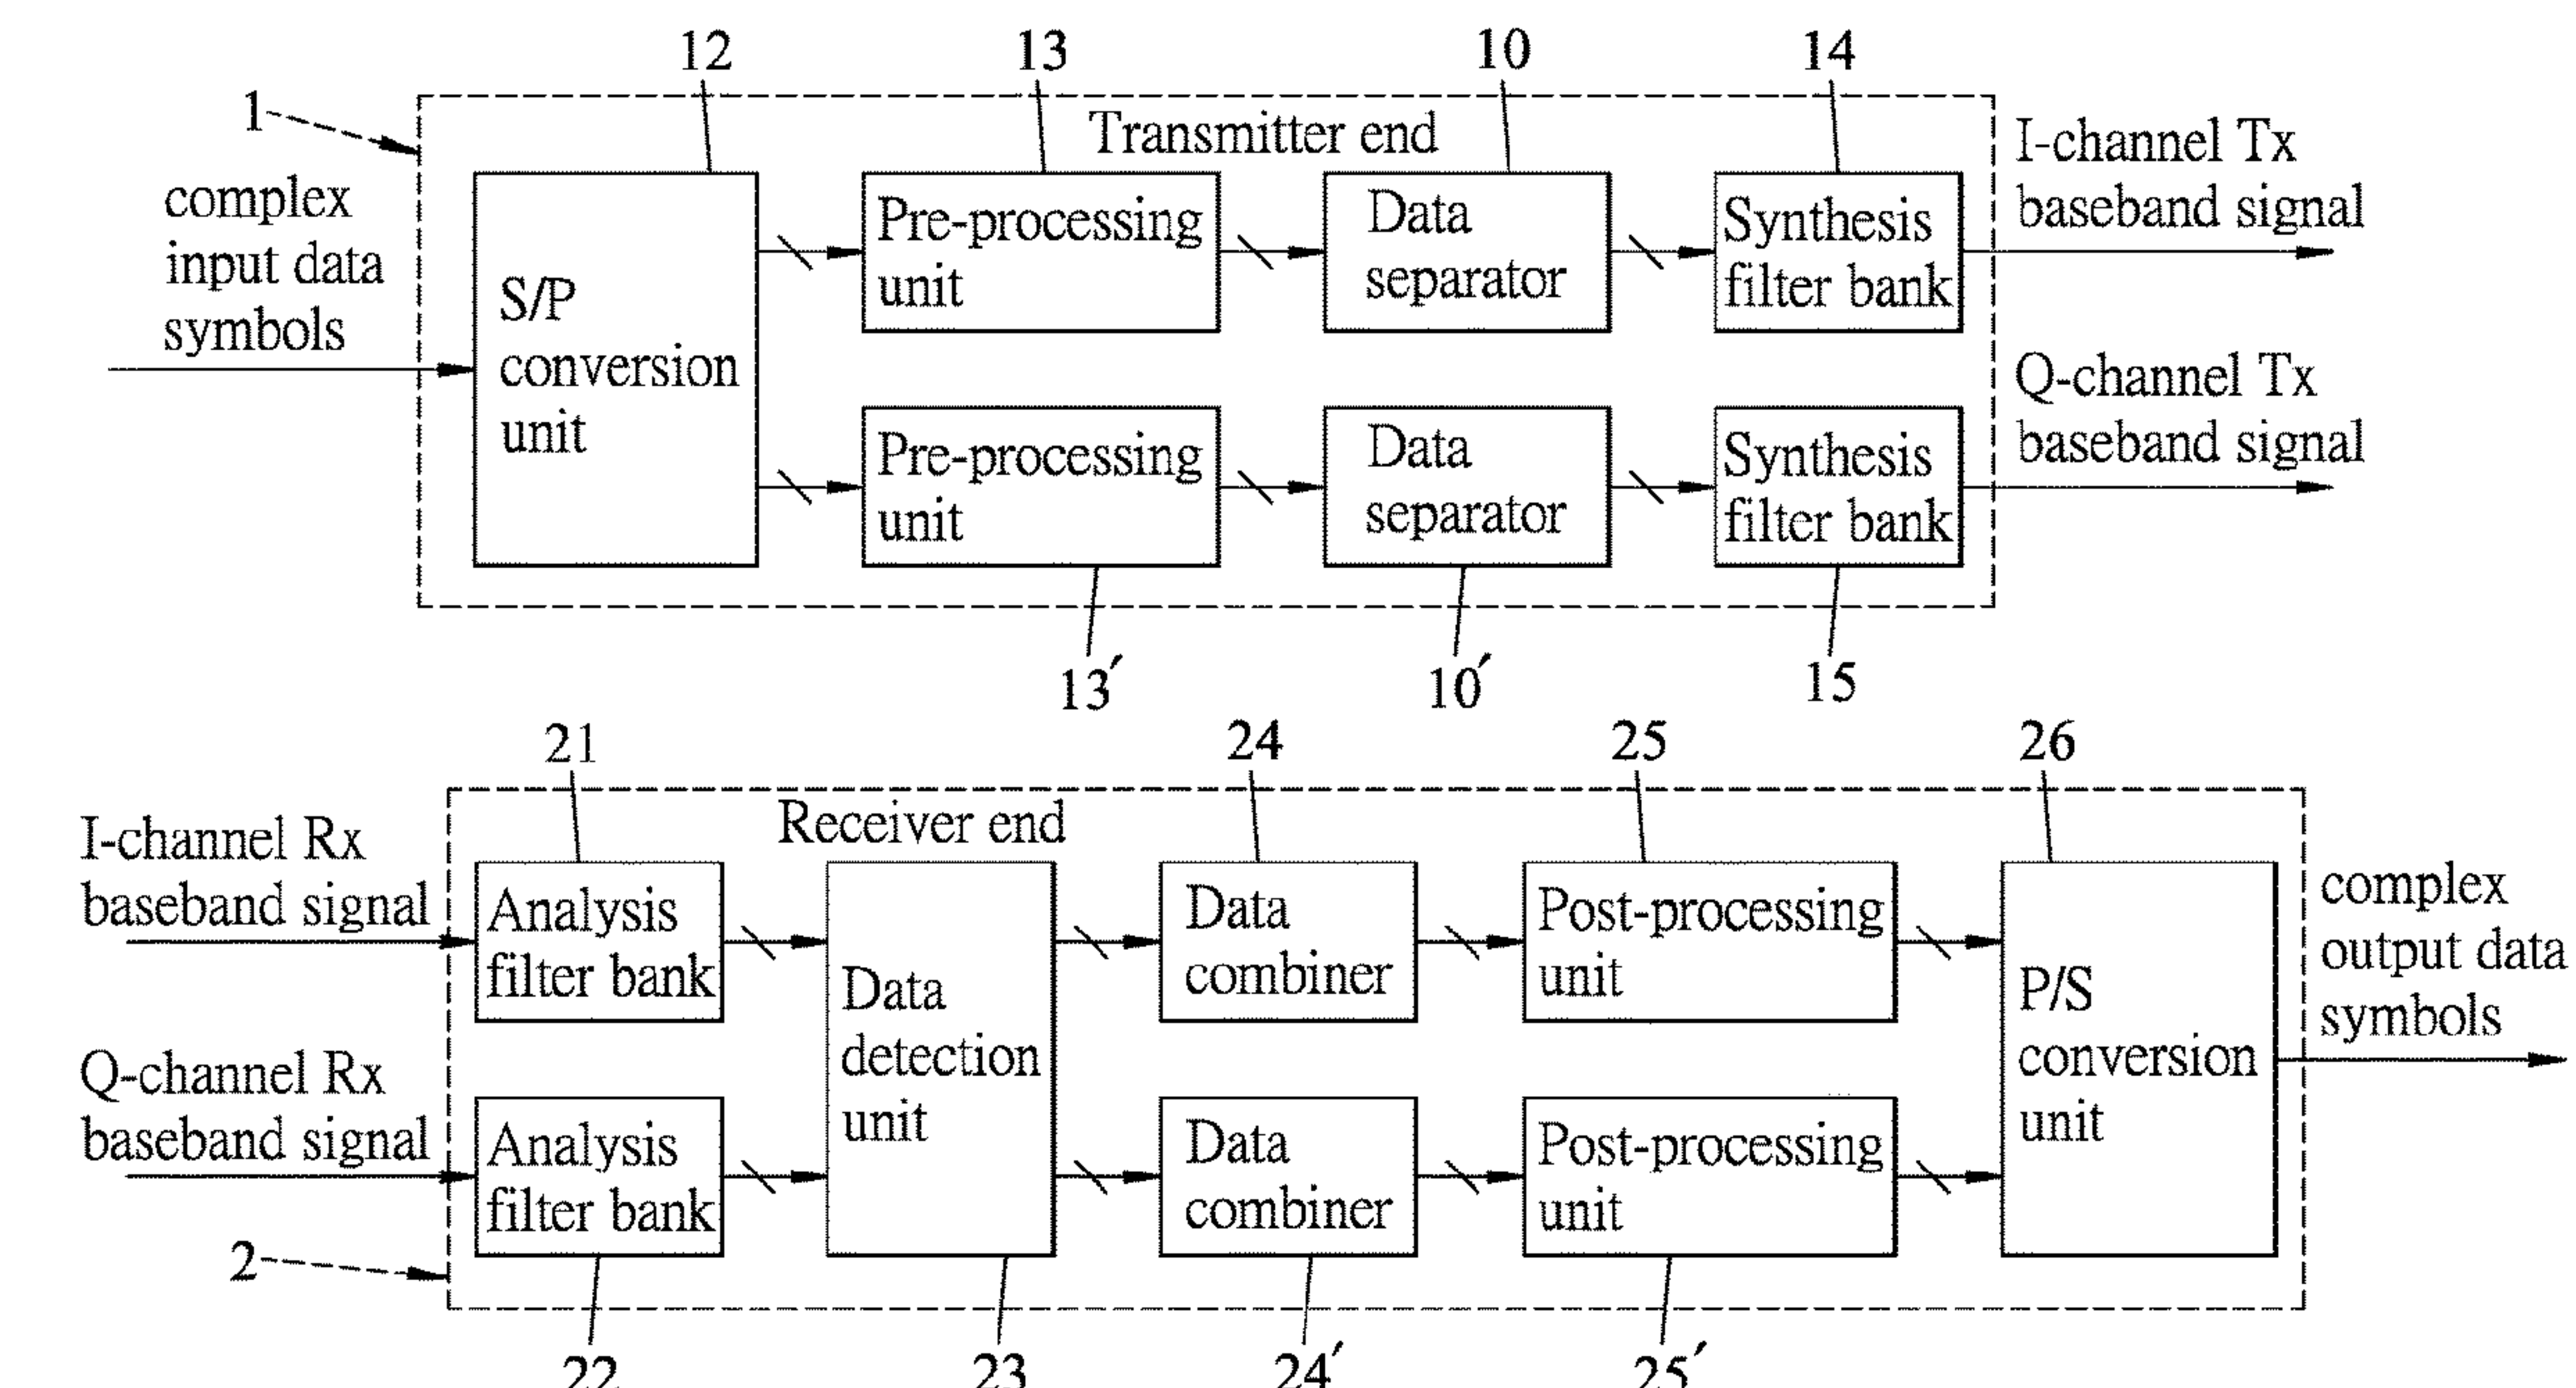 12
13
10
14
1
Transmitter end
complex
input data
symbols
S/P
conversion
unit
Pre-processing
unit
Data
separator
Synthesis
filter bank
I-channel Tx
baseband signal
Pre-processing
unit
Data
separator
Synthesis
filter bank
Q-channel Tx
baseband signal
13′
10′
15
21
24
25
26
Receiver end
I-channel Rx
baseband signal
Analysis
filter bank
Data
detection
unit
Data
combiner
Post-processing
unit
P/S
conversion
unit
complex
output data
symbols
Q-channel Rx
baseband signal
Analysis
filter bank
Data
combiner
Post-processing
unit
2
22
23
24′
25′